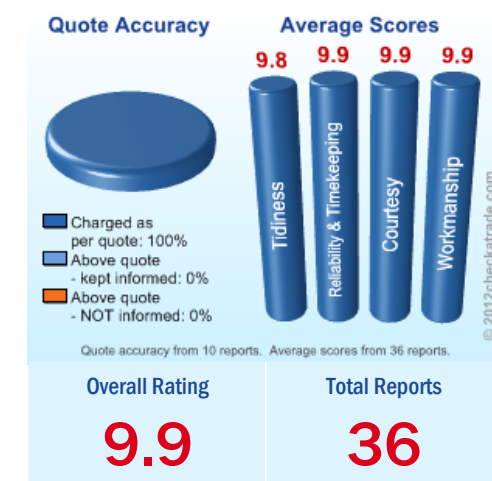 Quote Accuracy
Average Scores
9.8
9.9
9.9
9.9
Tidiness
Reliability & Timekeeping
Courtesy
Workmanship
Charged as
per quote: 100%
Above quote
- kept informed: 0%
Above quote
- NOT informed: 0%
© 2012checkatrade.com
Quote accuracy from 10 reports. Average scores from 36 reports.
Overall Rating
Total Reports
9.9
36